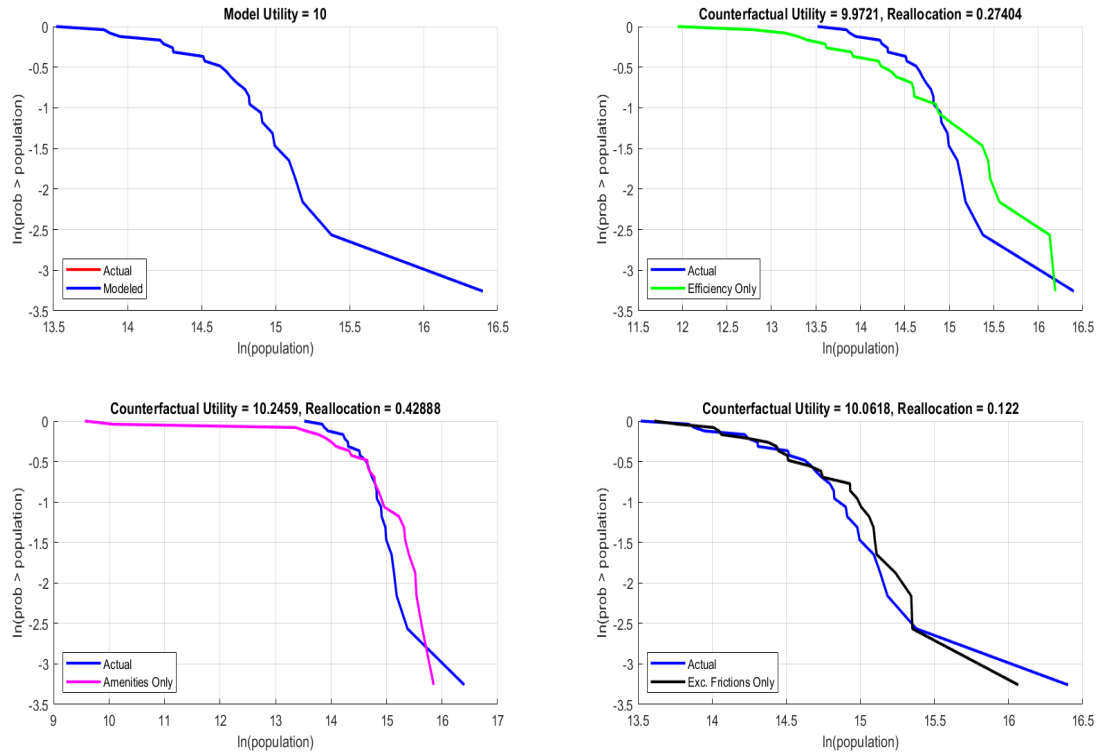 Model Utility = 10
0
-0.5
-1
-1.5
-2
-2.5
-3
-3.5
ln(prob > population)
Actual
Modeled
13.5 14 14.5 15 15.5 16 16.5
ln(population)
Counterfactual Utility = 9.9721, Reallocation = 0.27404
0
-0.5
-1
-1.5
-2
-2.5
-3
-3.5
ln(prob > population)
Actual
Efficiency Only
11.5 12 12.5 13 13.5 14 14.5 15 15.5 16 16.5
ln(population)
Counterfactual Utility = 10.2459, Reallocation = 0.42888
0
-0.5
-1
-1.5
-2
-2.5
-3
-3.5
ln(prob > population)
Actual
Amenities Only
9 10 11 12 13 14 15 16 17
ln(population)
Counterfactual Utility = 10.0618, Reallocation = 0.122
0
-0.5
-1
-1.5
-2
-2.5
-3
-3.5
ln(prob > population)
Actual
Exc. Frictions Only
13.5 14 14.5 15 15.5 16 16.5
ln(population)